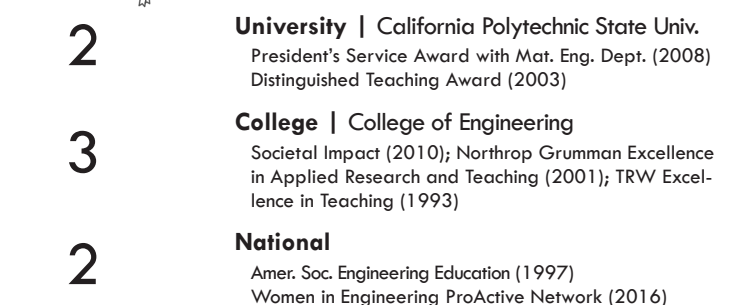 2
University | California Polytechnic State Univ.
President's Service Award with Mat. Eng. Dept. (2008)
Distinguished Teaching Award (2003)
3
College | College of Engineering
Societal Impact (2010); Northrop Grumman Excellence
in Applied Research and Teaching (2001); TRW Excel-
lence in Teaching (1993)
2
National
Amer. Soc. Engineering Education (1997)
Women in Engineering ProActive Network (2016)